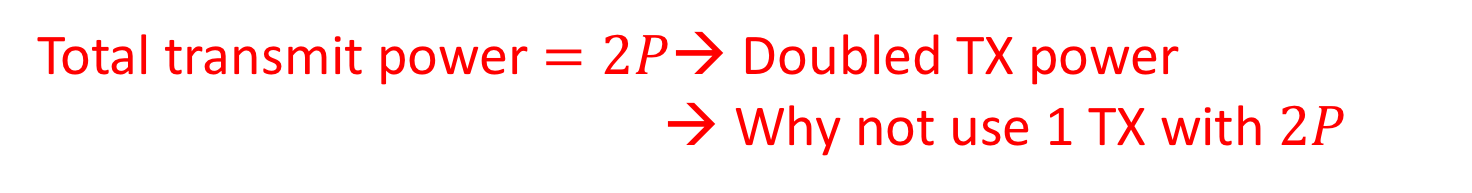 Total transmit power = 2P→ Doubled TX power
→ Why not use 1 TX with 2P